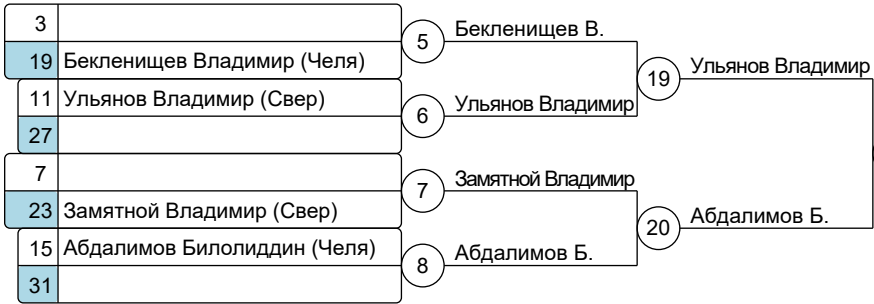 3
19 Бекленищев Владимир (Челя)
5 Бекленищев В.
11 Ульянов Владимир (Свер)
27
6 Ульянов Владимир
19 Ульянов Владимир
7
23 Замятной Владимир (Свер)
7 Замятной Владимир
15 Абдалимов Билолиддин (Челя)
31
8 Абдалимов Б.
20 Абдалимов Б.